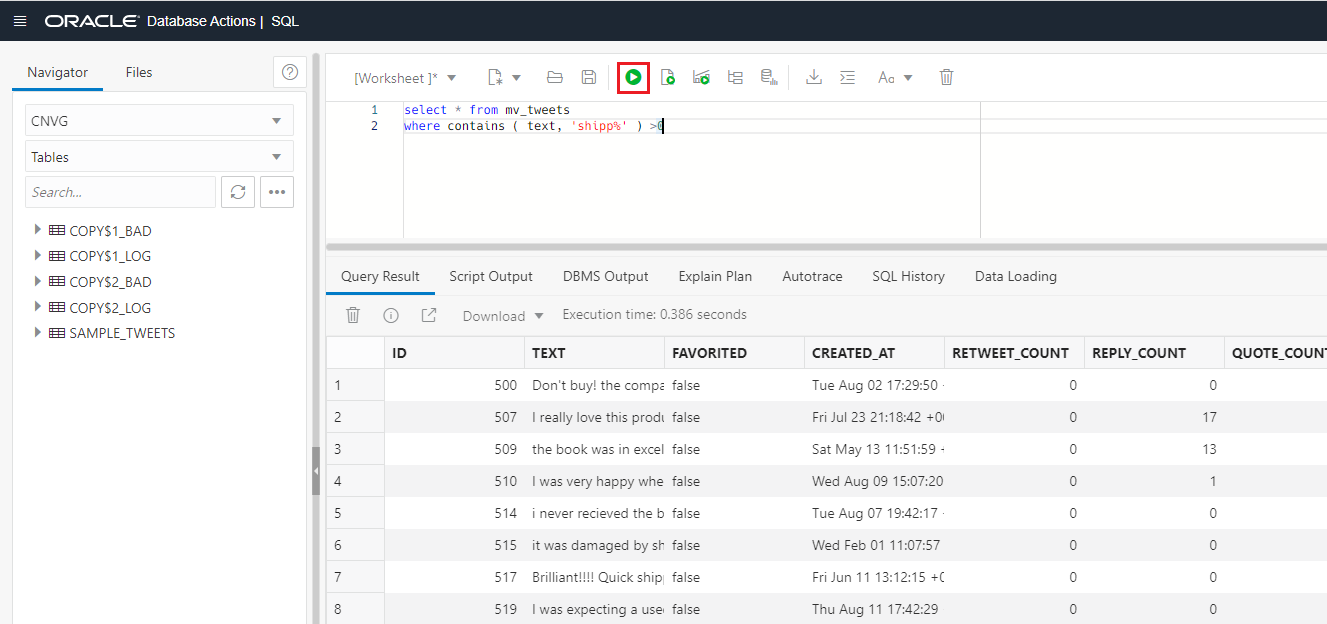 ORACLE Database Actions | SQL
Navigator Files
CNVG
Tables
Search...
COPY$1_BAD
COPY$1_LOG
COPY$2_BAD
COPY$2_LOG
SAMPLE_TWEETS
[Worksheet ]* Aa
1 select * from mv_tweets
2 where contains ( text, 'shipp%' ) >0
Query Result Script Output DBMS Output Explain Plan Autotrace SQL History Data Loading
Download Execution time: 0.386 seconds
ID TEXT FAVORITED CREATED_AT RETWEET_COUNT REPLY_COUNT QUOTE_COUNT
1 500 Don't buy! the compa false Tue Aug 02 17:29:50 0 0
2 507 I really love this produ false Fri Jul 23 21:18:42 +00 0 17
3 509 the book was in excel false Sat May 13 11:51:59 + 0 13
4 510 I was very happy whe false Wed Aug 09 15:07:20 0 1
5 514 i never recieved the b false Tue Aug 07 19:42:17 0 0
6 515 it was damaged by sh false Wed Feb 01 11:07:57 0 0
7 517 Brilliant!!!! Quick ship false Fri Jun 11 13:12:15 +0 0 0
8 519 I was expecting a use false Thu Aug 11 17:42:29 0 0